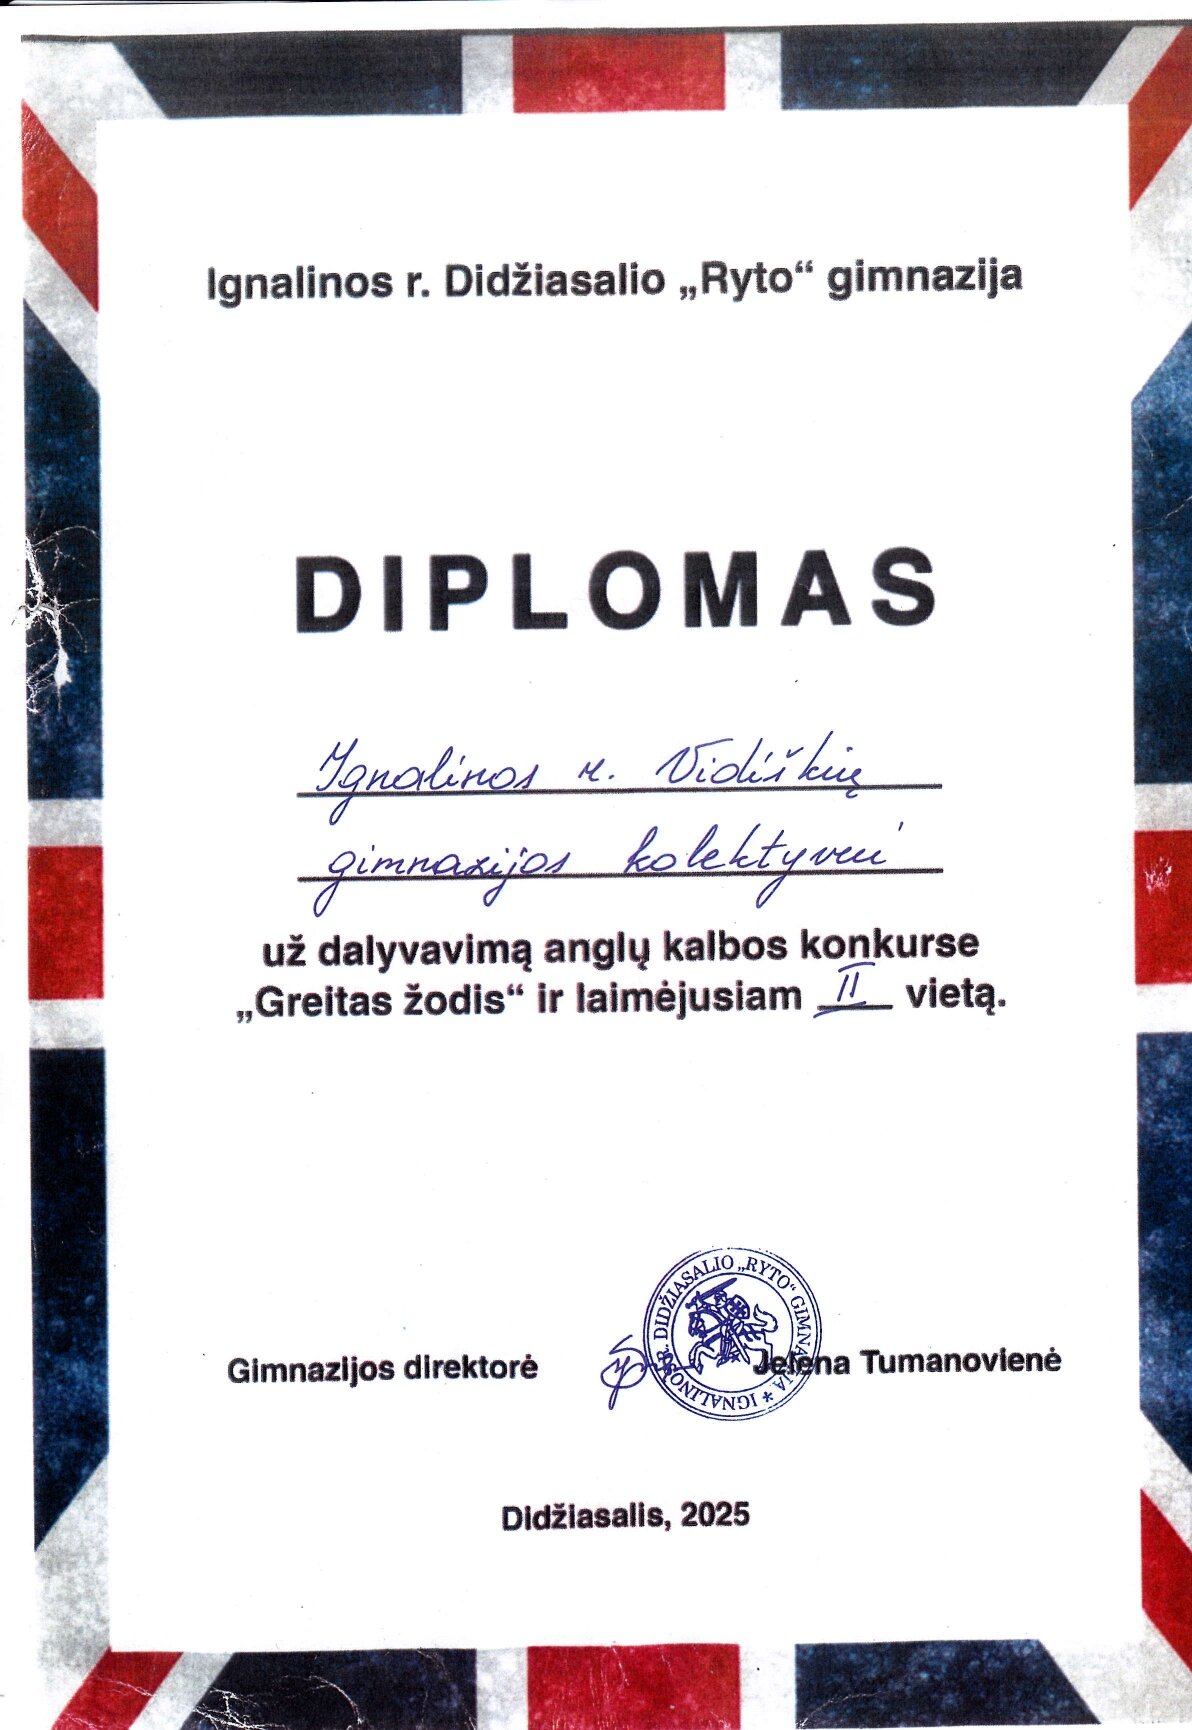 Ignalinos r. Didžiasalio „Ryto“ gimnazija
DIPLOMAS
Ignalinos r. Vidiškių
gimnazijos kolektyvui
už dalyvavimą anglų kalbos konkurse
„Greitas žodis“ ir laimėjusiam II vietą.
IGNALINOS R. DIDŽIASALIO „RYTO“ GIMNAZIJA *
Gimnazijos direktorė Jelena Tumanovienė
Didžiasalis, 2025